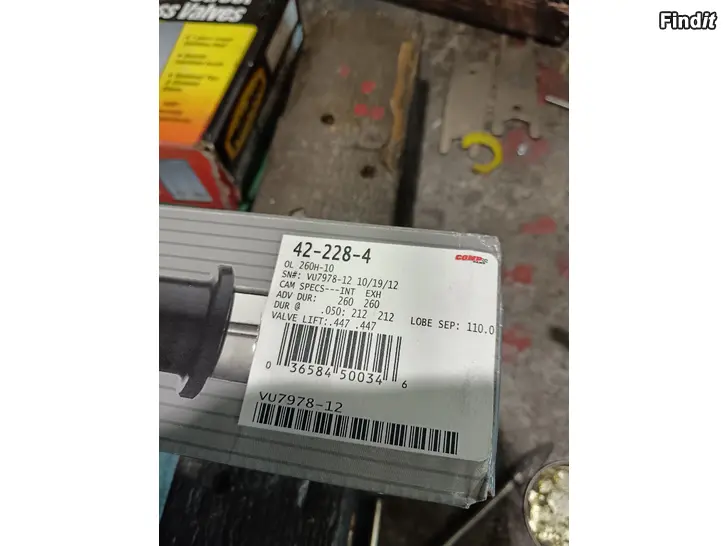 Findit
ss Valves
42-228-4
COMP
OL 260H-10
SN#: VU7978-12 10/19/12
CAM SPECS---INT EXH
ADV DUR: 260 260
DUR @ .050: 212 212 LOBE SEP: 110.0
VALVE LIFT:.447 .447
0 36584 50034 6
VU7978-12